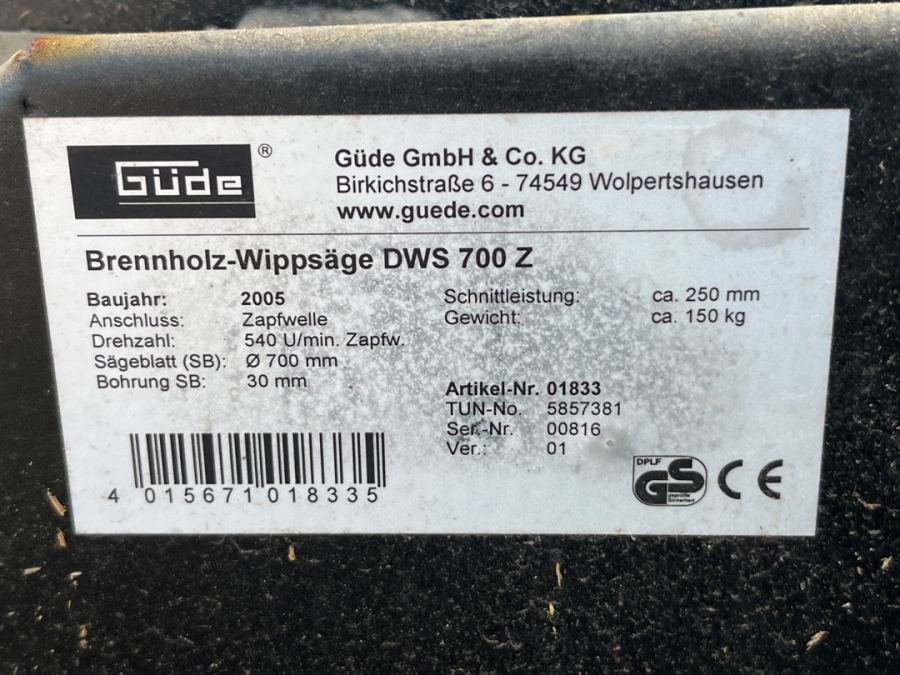 Güde ®
Güde GmbH & Co. KG
Birkichstraße 6 - 74549 Wolpertshausen
www.guede.com
Brennholz-Wippsäge DWS 700 Z
Baujahr: 2005
Anschluss: Zapfwelle
Drehzahl: 540 U/min. Zapfw.
Sägeblatt (SB): Ø 700 mm
Bohrung SB: 30 mm
Schnittleistung: ca. 250 mm
Gewicht: ca. 150 kg
Artikel-Nr. 01833
TUN-No. 5857381
Ser.-Nr. 00816
Ver.: 01
4 015671 018335
DPLF
GS
geprüfte
Sicherheit
CE